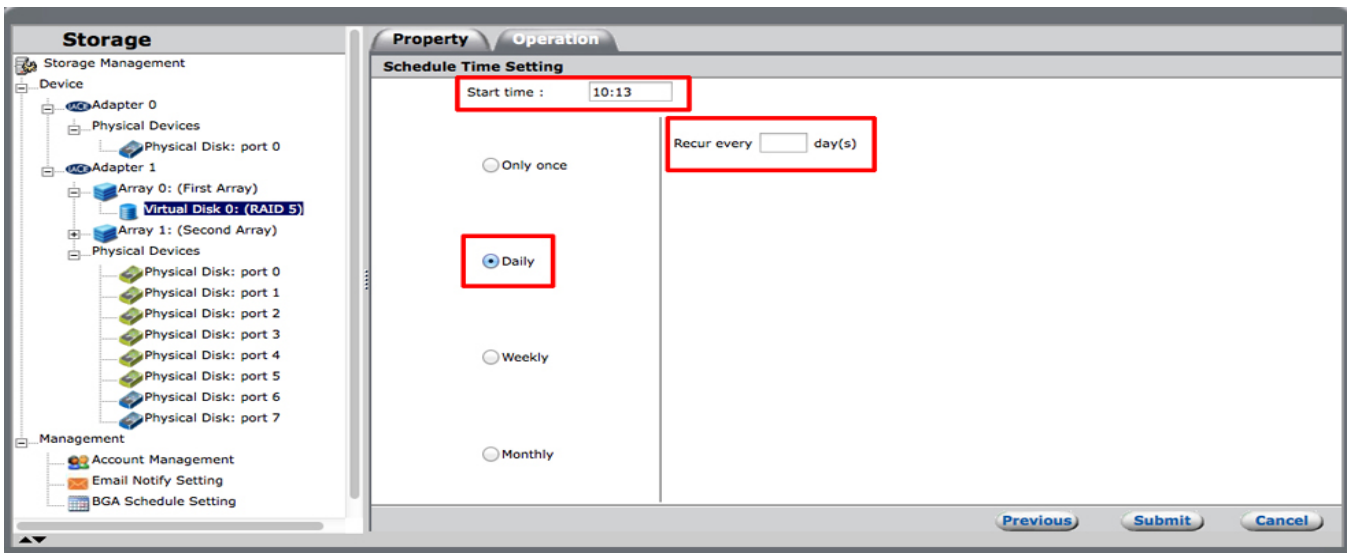 Storage
Storage Management
Device
Adapter 0
Physical Devices
Physical Disk: port 0
Adapter 1
Array 0: (First Array)
Virtual Disk 0: (RAID 5)
Array 1: (Second Array)
Physical Devices
Physical Disk: port 0
Physical Disk: port 1
Physical Disk: port 2
Physical Disk: port 3
Physical Disk: port 4
Physical Disk: port 5
Physical Disk: port 6
Physical Disk: port 7
Management
Account Management
Email Notify Setting
BGA Schedule Setting
Property Operation
Schedule Time Setting
Start time : 10:13
Only once
Daily
Weekly
Monthly
Recur every day(s)
Previous Submit Cancel